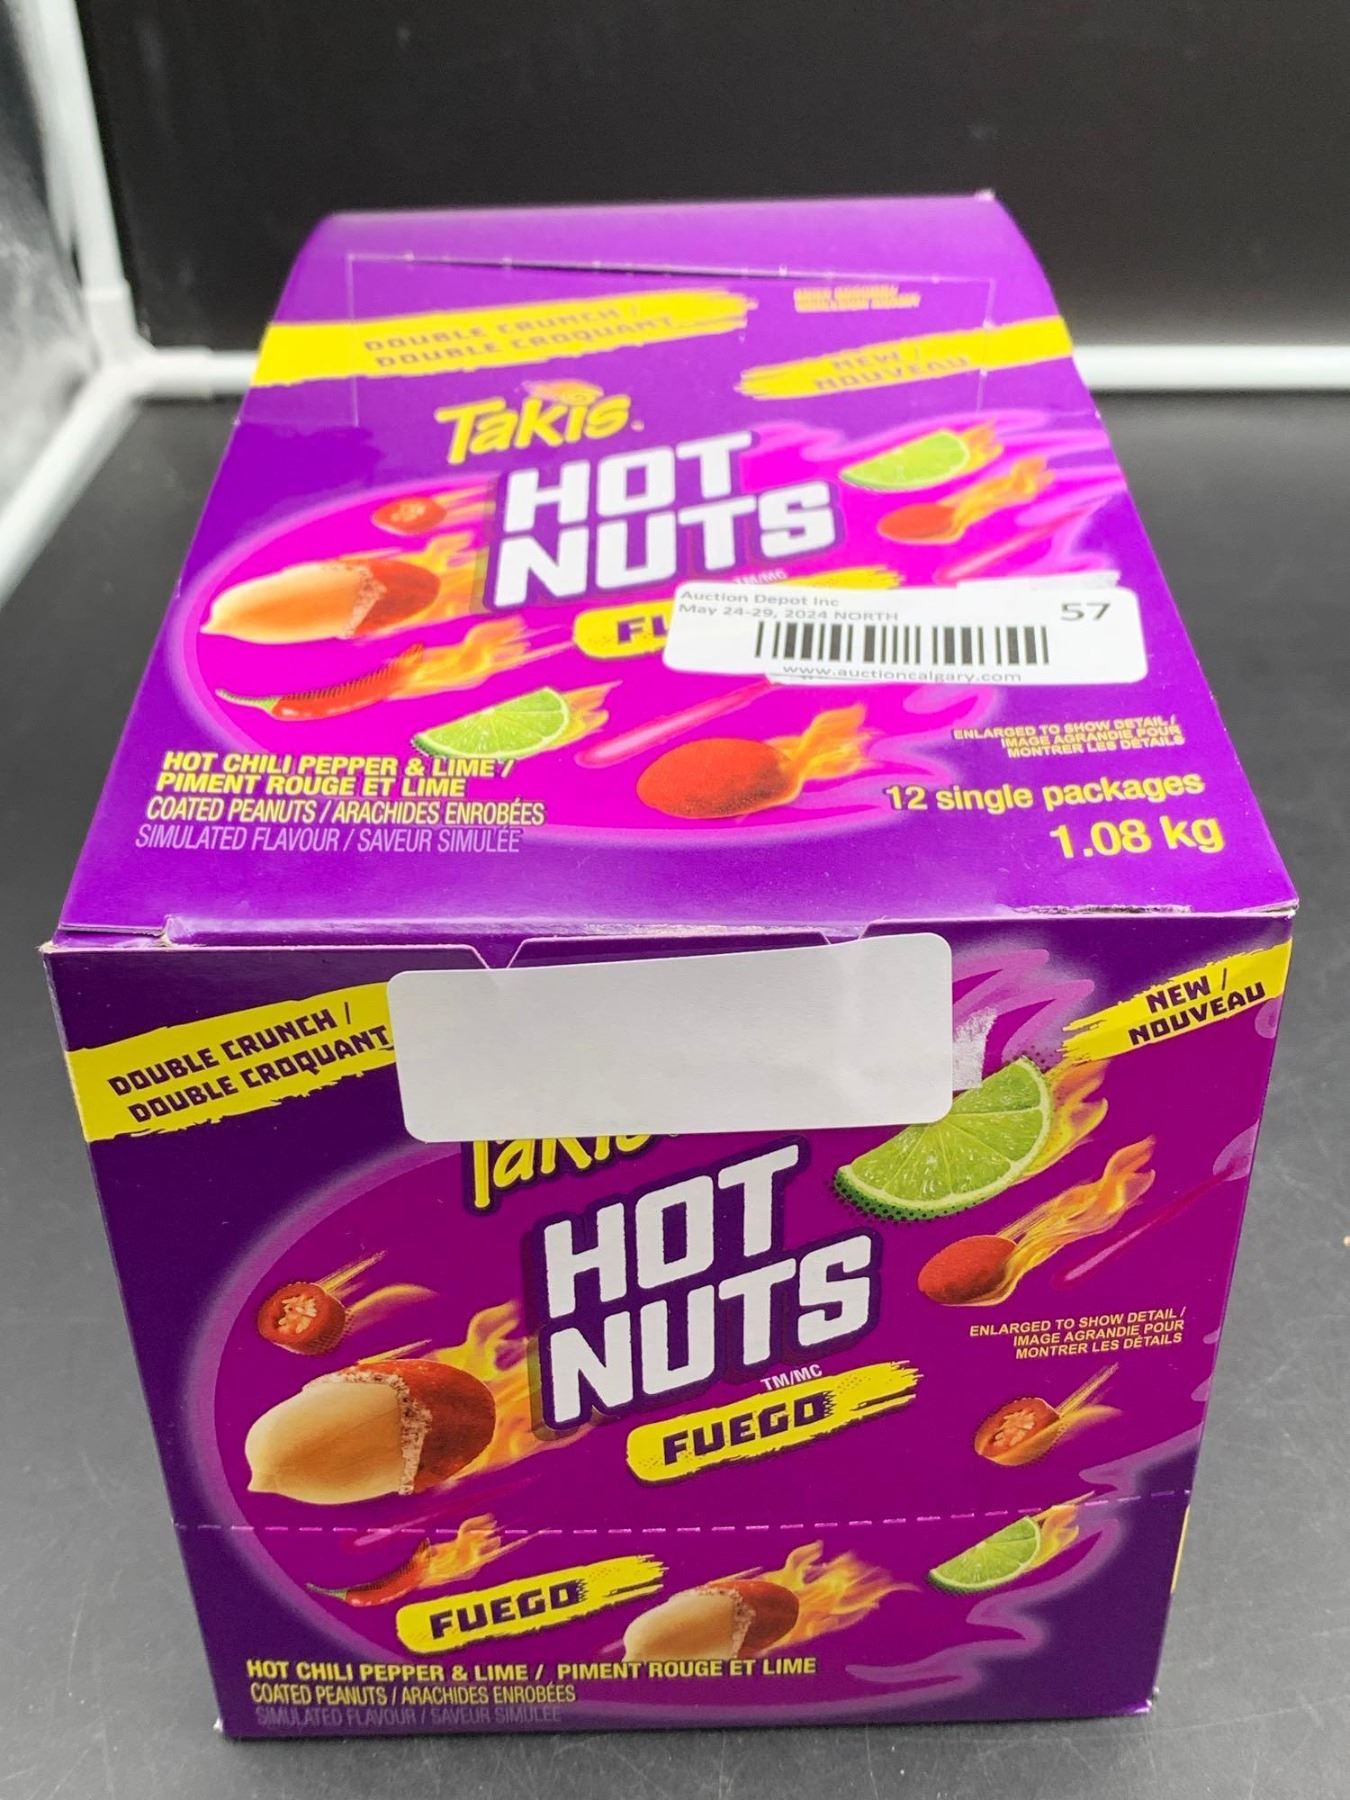 DOUBLE CRUNCH /
DOUBLE CROQUANT
NEW /
NOUVEAU
Takis
HOT
NUTS
TM/MC
FU
Auction Depot Inc
May 24-29, 2024 NORTH
57
www.auctioncalgary.com
ENLARGED TO SHOW DETAIL /
IMAGE AGRANDIE POUR
MONTRER LES DÉTAILS
HOT CHILI PEPPER & LIME /
PIMENT ROUGE ET LIME
COATED PEANUTS / ARACHIDES ENROBÉES
SIMULATED FLAVOUR / SAVEUR SIMULÉE
12 single packages
1.08 kg
DOUBLE CRUNCH /
DOUBLE CROQUANT
NEW /
NOUVEAU
Takis
HOT
NUTS
TM/MC
FUEGO
ENLARGED TO SHOW DETAIL /
IMAGE AGRANDIE POUR
MONTRER LES DÉTAILS
FUEGO
HOT CHILI PEPPER & LIME / PIMENT ROUGE ET LIME
COATED PEANUTS / ARACHIDES ENROBÉES
SIMULATED FLAVOUR / SAVEUR SIMULÉE